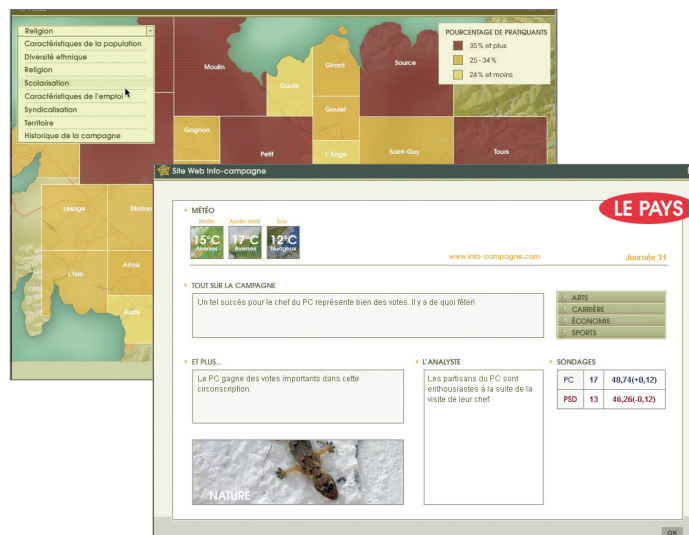 Religion
Caractéristiques de la population
Diversité ethnique
Religion
Scolarisation
Caractéristiques de l'emploi
Syndicalisation
Territoire
Historique de la campagne
POURCENTAGE DE PRATIQUANTS
35% et plus
25 - 34%
24% et moins
Moulin
Gaule
Girard
Source
Goulet
Gagnon
Petit
L'Ange
Saint-Guy
Tours
Lesage
Marion
L'Isle
Artois
Aude
Site Web Info-campagne
LE PAYS
MÉTÉO
Matin
Après-midi
Soir
15°C
Averses
17°C
Averses
12°C
Nuageux
www.info-campagne.com
Journée 31
TOUT SUR LA CAMPAGNE
Un tel succès pour le chef du PC représente bien des votes. Il y a de quoi fêter!
ARTS
CARRIÈRE
ÉCONOMIE
SPORTS
ET PLUS...
Le PC gagne des votes importants dans cette
circonscription.
L'ANALYSTE
Les partisans du PC sont
enthousiastes à la suite de la
visite de leur chef.
SONDAGES
PC 17 48,74(+0,12)
PSD 13 46,26(-0,12)
NATURE
OK